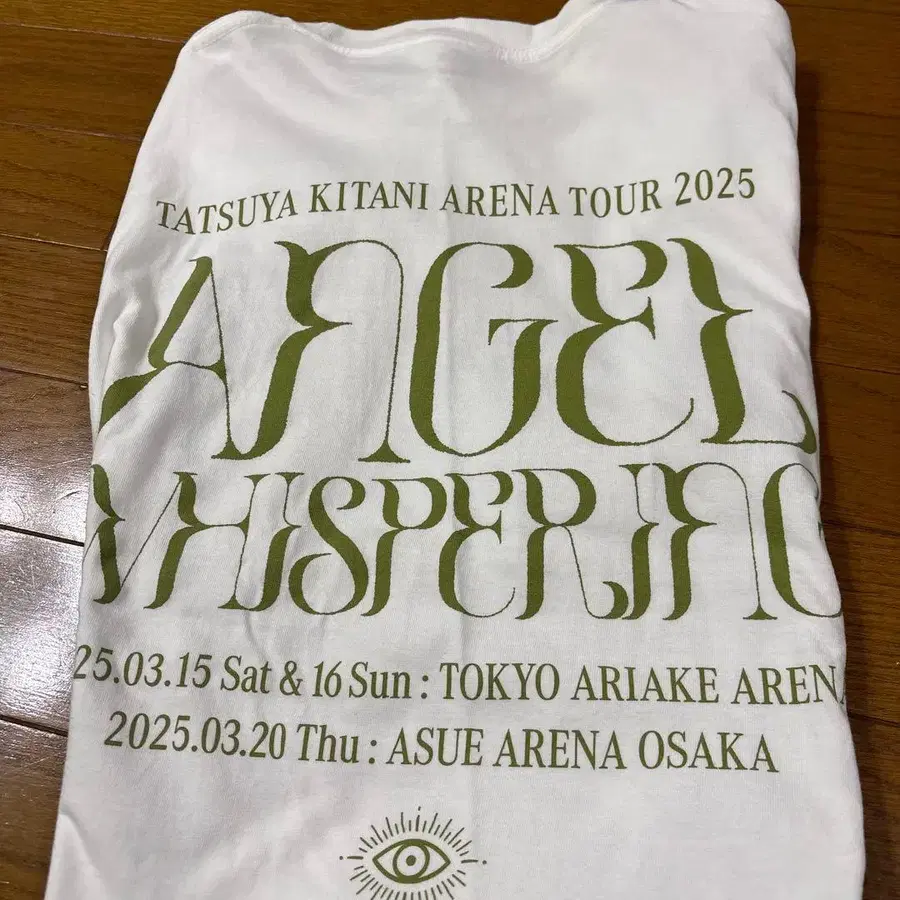 TATSUYA KITANI ARENA TOUR 2025
ANGEL
WHISPERING
25.03.15 Sat & 16 Sun : TOKYO ARIAKE ARENA
2025.03.20 Thu : ASUE ARENA OSAKA